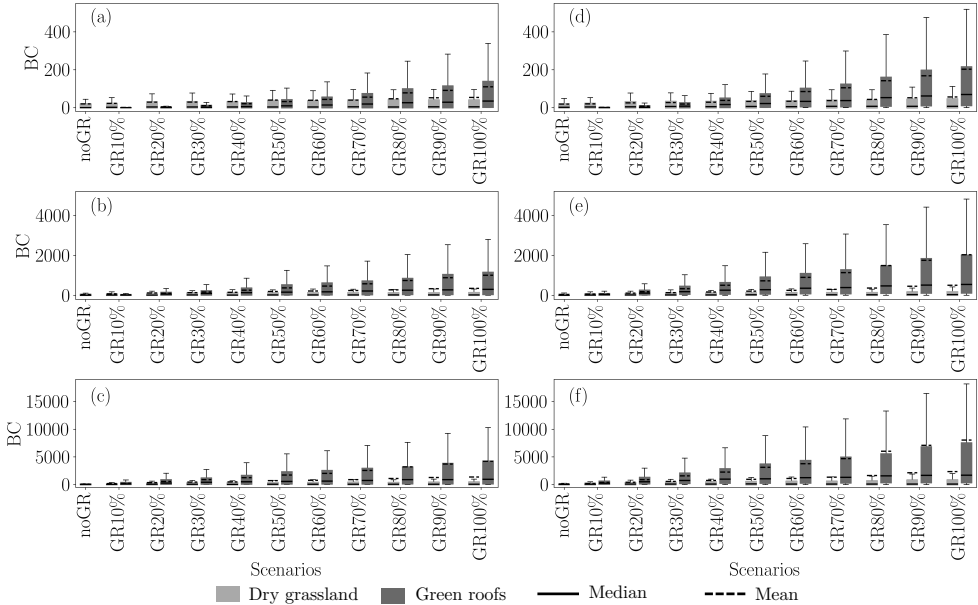 (a)
BC
400
200
0
noGR
GR10%
GR20%
GR30%
GR40%
GR50%
GR60%
GR70%
GR80%
GR90%
GR100%
(d)
400
200
0
noGR
GR10%
GR20%
GR30%
GR40%
GR50%
GR60%
GR70%
GR80%
GR90%
GR100%
(b)
BC
4000
2000
0
noGR
GR10%
GR20%
GR30%
GR40%
GR50%
GR60%
GR70%
GR80%
GR90%
GR100%
(e)
4000
2000
0
noGR
GR10%
GR20%
GR30%
GR40%
GR50%
GR60%
GR70%
GR80%
GR90%
GR100%
(c)
BC
15000
10000
5000
0
noGR
GR10%
GR20%
GR30%
GR40%
GR50%
GR60%
GR70%
GR80%
GR90%
GR100%
Scenarios
(f)
15000
10000
5000
0
noGR
GR10%
GR20%
GR30%
GR40%
GR50%
GR60%
GR70%
GR80%
GR90%
GR100%
Scenarios
Dry grassland Green roofs Median Mean